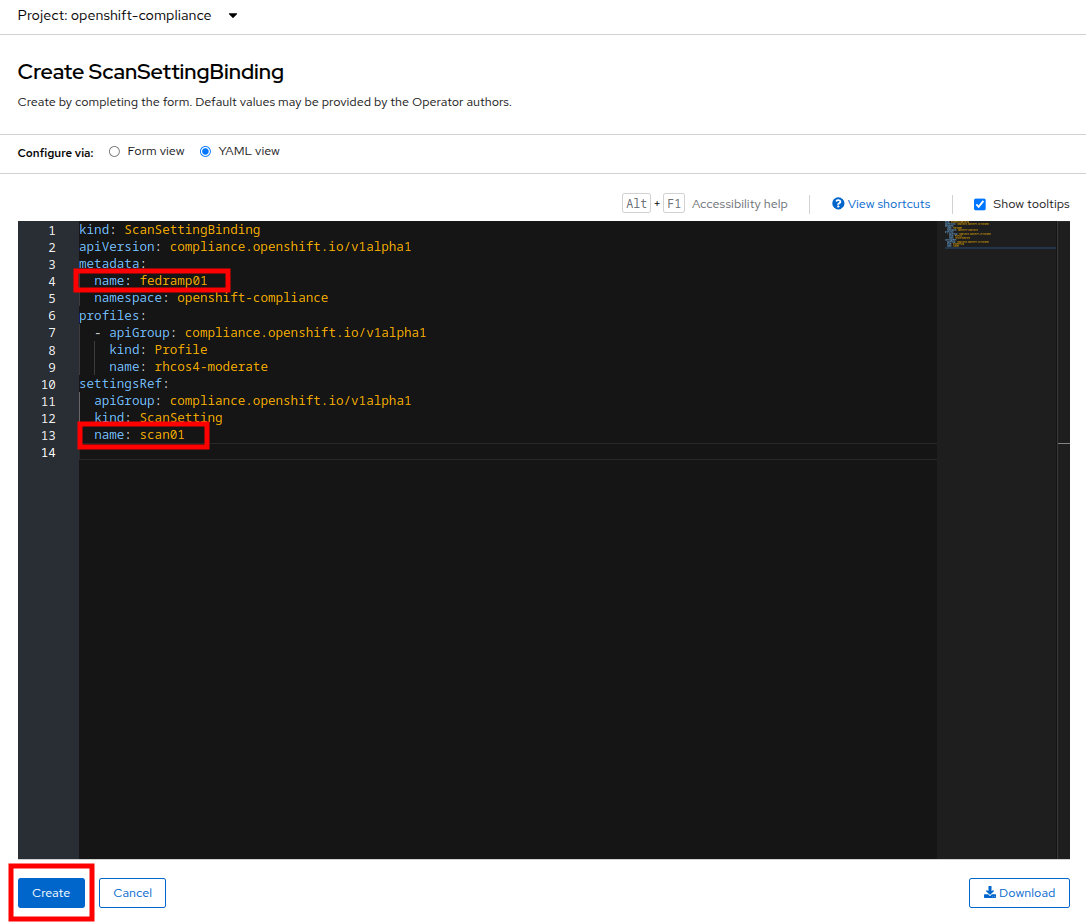 Project: openshift-compliance
Create ScanSettingBinding
Create by completing the form. Default values may be provided by the Operator authors.
Configure via: Form view YAML view
Alt + F1 Accessibility help View shortcuts Show tooltips
1 kind: ScanSettingBinding
2 apiVersion: compliance.openshift.io/v1alpha1
3 metadata:
4 name: fedramp01
5 namespace: openshift-compliance
6 profiles:
7 - apiGroup: compliance.openshift.io/v1alpha1
8 kind: Profile
9 name: rhcos4-moderate
10 settingsRef:
11 apiGroup: compliance.openshift.io/v1alpha1
12 kind: ScanSetting
13 name: scan01
14
Create Cancel Download